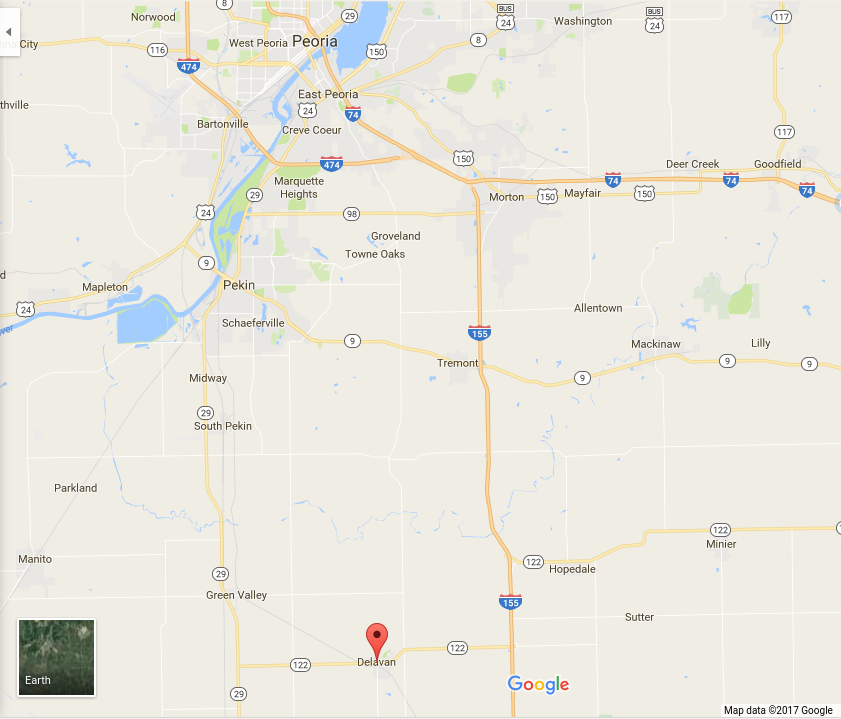 Norwood
8
29
BUS
24
Washington
BUS
24
117
West Peoria
Peoria
116
City
150
8
474
thville
East Peoria
24
74
Bartonville
Creve Coeur
117
474
150
Deer Creek
Goodfield
74
74
74
Marquette
Heights
29
Morton
150
Mayfair
150
24
98
Groveland
Towne Oaks
9
d
Mapleton
Pekin
24
Allentown
Schaeferville
ver
155
9
Mackinaw
Lilly
Tremont
9
9
9
Midway
29
South Pekin
Parkland
122
Minier
Manito
122
Hopedale
29
Green Valley
155
Sutter
122
122
Delavan
Earth
29
Google
Map data ©2017 Google